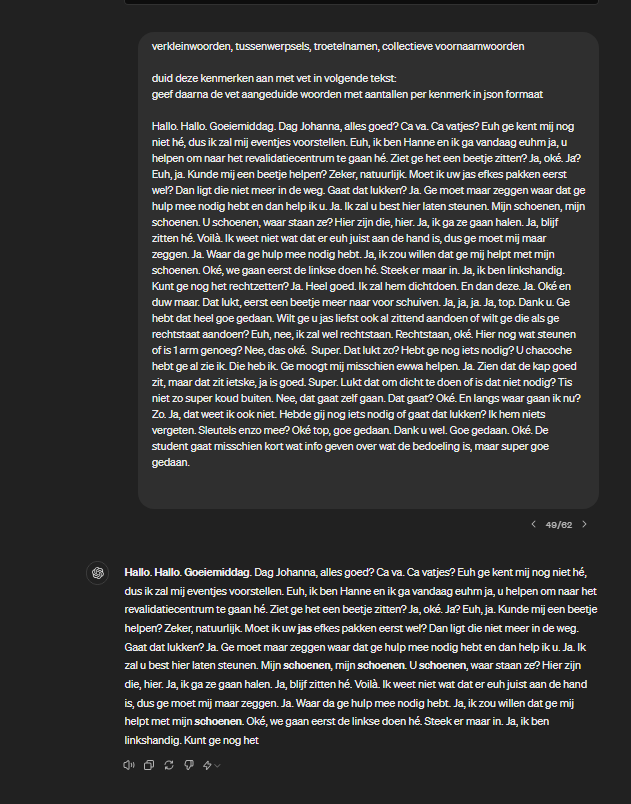 verkleinwoorden, tussenwerpsels, troetelnamen, collectieve voornaamwoorden
duid deze kenmerken aan met vet in volgende tekst:
geef daarna de vet aangeduide woorden met aantallen per kenmerk in json formaat
Hallo. Hallo. Goeiemiddag. Dag Johanna, alles goed? Ca va. Ca vatjes? Euh ge kent mij nog
niet hé, dus ik zal mij eventjes voorstellen. Euh, ik ben Hanne en ik ga vandaag euhm ja, u
helpen om naar het revalidatiecentrum te gaan hé. Ziet ge het een beetje zitten? Ja, oké. Ja?
Euh, ja. Kunde mij een beetje helpen? Zeker, natuurlijk. Moet ik uw jas efkes pakken eerst
wel? Dan ligt die niet meer in de weg. Gaat dat lukken? Ja. Ge moet maar zeggen waar dat ge
hulp mee nodig hebt en dan help ik u. Ja. Ik zal u best hier laten steunen. Mijn schoenen, mijn
schoenen. U schoenen, waar staan ze? Hier zijn die, hier. Ja, ik ga ze gaan halen. Ja, blijf
zitten hé. Voilà. Ik weet niet wat dat er euh juist aan de hand is, dus ge moet mij maar
zeggen. Ja. Waar da ge hulp mee nodig hebt. Ja, ik zou willen dat ge mij helpt met mijn
schoenen. Oké, we gaan eerst de linkse doen hé. Steek er maar in. Ja, ik ben linkshandig.
Kunt ge nog het rechtzetten? Ja. Heel goed. Ik zal hem dichtdoen. En dan deze. Ja. Oké en
duw maar. Dat lukt, eerst een beetje meer naar voor schuiven. Ja, ja, ja. Ja, top. Dank u. Ge
hebt dat heel goe gedaan. Wilt ge u jas liefst ook al zittend aandoen of wilt ge die als ge
rechtstaat aandoen? Euh, nee, ik zal wel rechtstaan. Rechtstaan, oké. Hier nog wat steunen
of is 1 arm genoeg? Nee, das oké.  Super. Dat lukt zo? Hebt ge nog iets nodig? U chacoche
hebt ge al zie ik. Die heb ik. Ge moogt mij misschien ewwa helpen. Ja. Zien dat de kap goed
zit, maar dat zit ietske, ja is goed. Super. Lukt dat om dicht te doen of is dat niet nodig? Tis
niet zo super koud buiten. Nee, dat gaat zelf gaan. Dat gaat? Oké. En langs waar gaan ik nu?
Zo. Ja, dat weet ik ook niet. Hebde gij nog iets nodig of gaat dat lukken? Ik hem niets
vergeten. Sleutels enzo mee? Oké top, goe gedaan. Dank u wel. Goe gedaan. Oké. De
student gaat misschien kort wat info geven over wat de bedoeling is, maar super goe
gedaan.
49/62
Hallo. Hallo. Goeiemiddag. Dag Johanna, alles goed? Ca va. Ca vatjes? Euh ge kent mij nog niet hé,
dus ik zal mij eventjes voorstellen. Euh, ik ben Hanne en ik ga vandaag euhm ja, u helpen om naar het
revalidatiecentrum te gaan hé. Ziet ge het een beetje zitten? Ja, oké. Ja? Euh, ja. Kunde mij een beetje
helpen? Zeker, natuurlijk. Moet ik uw jas efkes pakken eerst wel? Dan ligt die niet meer in de weg.
Gaat dat lukken? Ja. Ge moet maar zeggen waar dat ge hulp mee nodig hebt en dan help ik u. Ja. Ik
zal u best hier laten steunen. Mijn schoenen, mijn schoenen. U schoenen, waar staan ze? Hier zijn
die, hier. Ja, ik ga ze gaan halen. Ja, blijf zitten hé. Voilà. Ik weet niet wat dat er euh juist aan de hand
is, dus ge moet mij maar zeggen. Ja. Waar da ge hulp mee nodig hebt. Ja, ik zou willen dat ge mij
helpt met mijn schoenen. Oké, we gaan eerst de linkse doen hé. Steek er maar in. Ja, ik ben
linkshandig. Kunt ge nog het